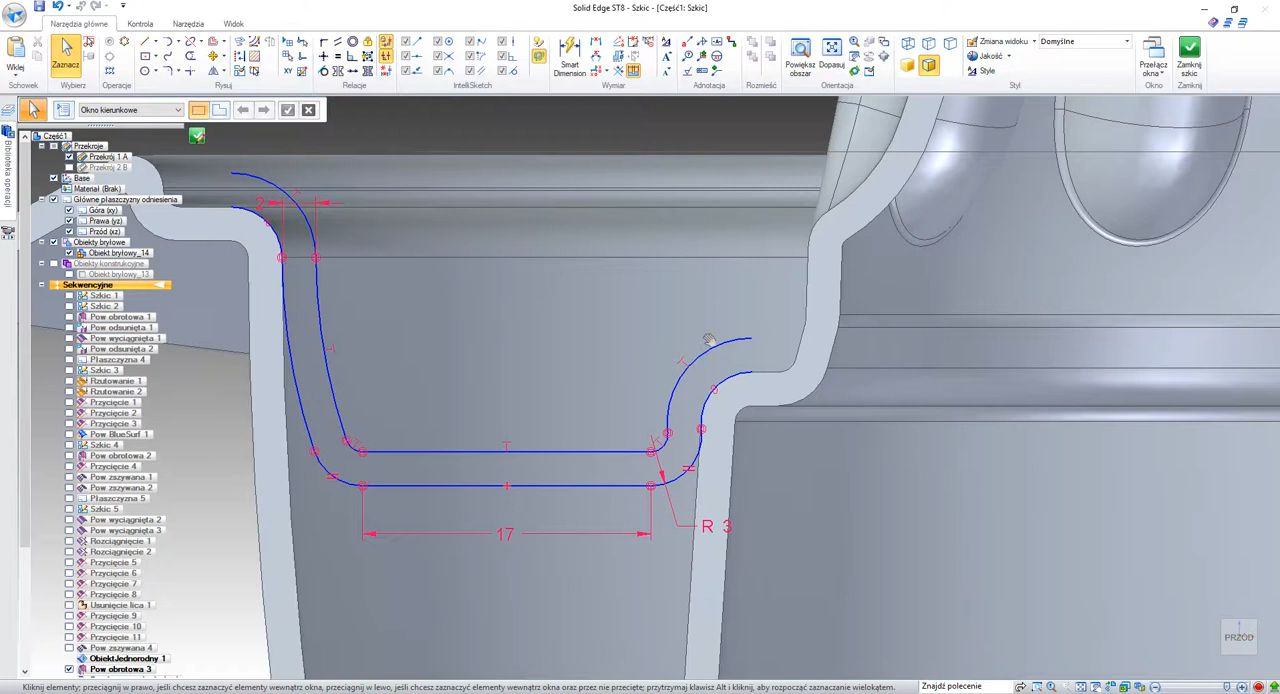 Solid Edge ST8 - Szkic - [Część1: Szkic]
Narzędzia główne
Kontrola
Narzędzia
Widok
Wklej
Zaznacz
Smart
Dimension
Powiększ
obszar
Dopasuj
Zmiana widoku
Domyślne
Jakość
Style
Przełącz
okna
Zamknij
szkic
Schowek
Wybierz
Operacje
Rysuj
Relacje
IntelliSketch
Wymiar
Adnotacja
Rozmieść
Orientacja
Styl
Okno
Zamknij
Okno kierunkowe
Biblioteka operacji
Część1
Przekroje
Przekrój 1 A
Przekrój 2 B
Base
Materiał (Brak)
Główne płaszczyzny odniesienia
Góra (xy)
Prawa (yz)
Przód (xz)
Obiekty bryłowe
Obiekt bryłowy_14
Obiekty konstrukcyjne
Obiekt bryłowy_13
Sekwencyjne
Szkic 1
Szkic 2
Pow obrotowa 1
Pow odsunięta 1
Pow wyciągnięta 1
Pow odsunięta 2
Płaszczyzna 4
Szkic 3
Rzutowanie 1
Rzutowanie 2
Przycięcie 1
Przycięcie 2
Przycięcie 3
Pow BlueSurf 1
Szkic 4
Pow obrotowa 2
Przycięcie 4
Pow zszywana 1
Pow zszywana 2
Płaszczyzna 5
Szkic 5
Pow wyciągnięta 2
Pow wyciągnięta 3
Rozciągnięcie 1
Rozciągnięcie 2
Przycięcie 5
Przycięcie 6
Przycięcie 7
Przycięcie 8
Usunięcie lica 1
Przycięcie 9
Przycięcie 10
Przycięcie 11
Pow zszywana 4
ObiektJednorodny 1
Pow obrotowa 3
2
17
R 3
PRZÓD
Kliknij elementy; przeciągnij w prawo, jeśli chcesz zaznaczyć elementy wewnątrz okna, przeciągnij w lewo, jeśli chcesz zaznaczyć elementy wewnątrz okna i nie przecięte; przytrzymaj klawisz Alt i kliknij, aby rozpocząć zaznaczanie wielokątem.
Znajdź polecenie